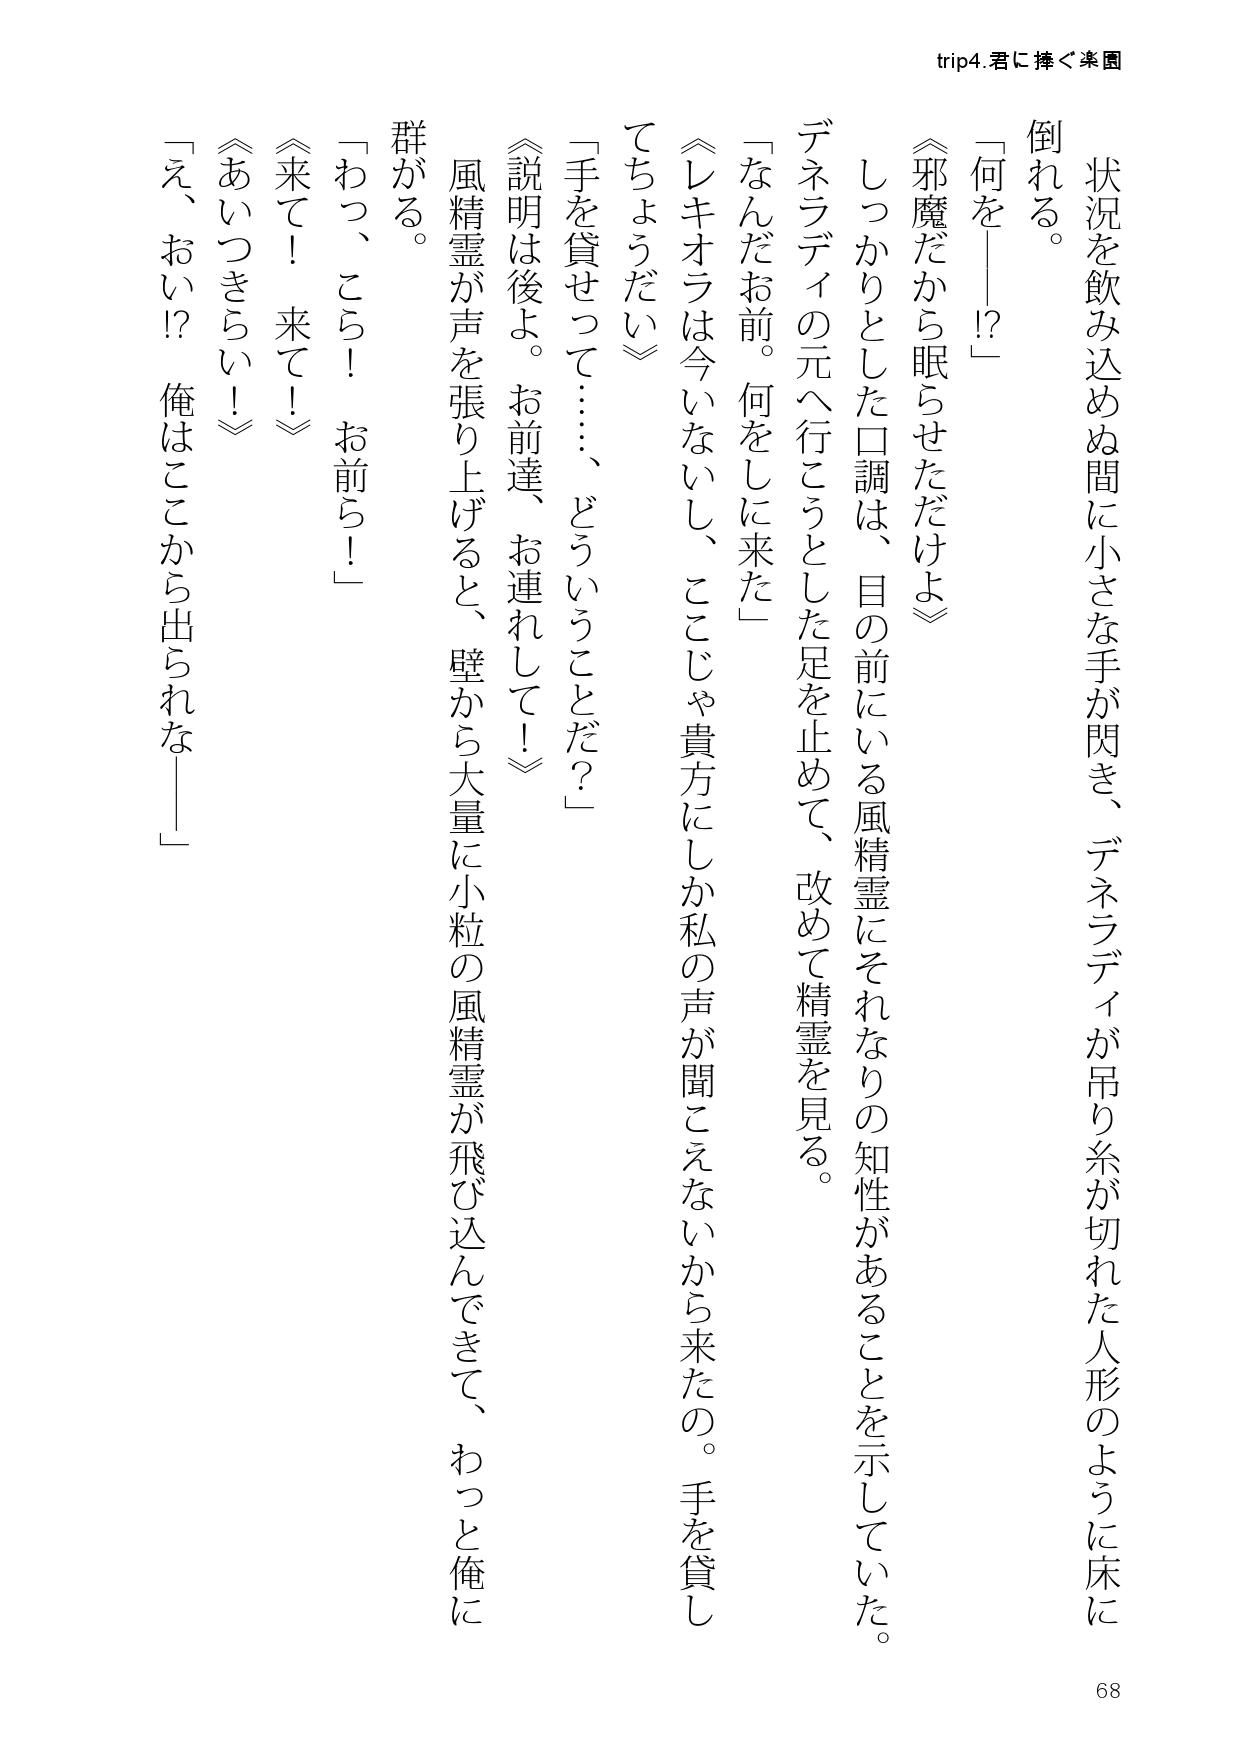 trip4.君に捧ぐ楽園
　状況を飲み込めぬ間に小さな手が閃き、デネラディが吊り糸が切れた人形のように床に
倒れる。
「何を――!?」
《邪魔だから眠らせただけよ》
　しっかりとした口調は、目の前にいる風精霊にそれなりの知性があることを示していた。
デネラディの元へ行こうとした足を止めて、改めて精霊を見る。
「なんだお前。何をしに来た」
《レキオラは今いないし、ここじゃ貴方にしか私の声が聞こえないから来たの。手を貸し
てちょうだい》
「手を貸せって……、どういうことだ？」
《説明は後よ。お前達、お連れして！》
　風精霊が声を張り上げると、壁から大量に小粒の風精霊が飛び込んできて、わっと俺に
群がる。
「わっ、こら！　お前ら！」
《来て！　来て！》
《あいつきらい！》
「え、おい!?　俺はここから出られな――」
68